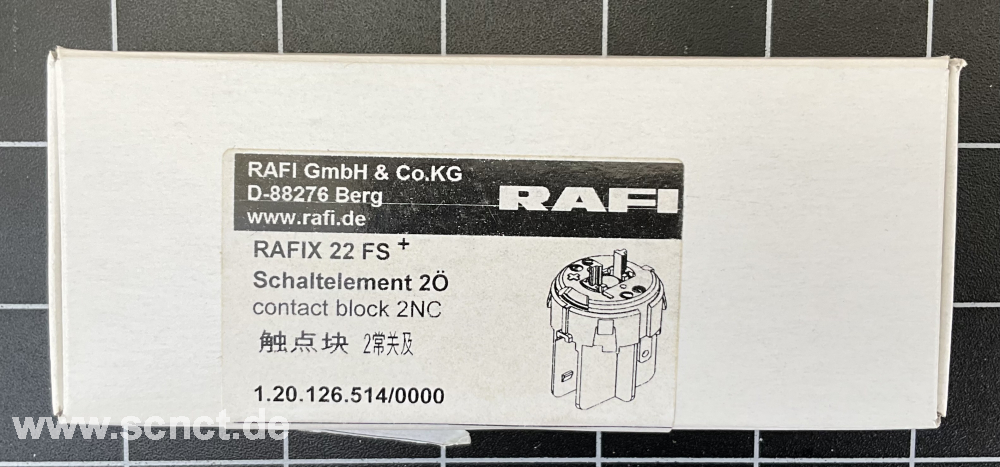 RAFI GmbH & Co.KG
D-88276 Berg
www.rafi.de
RAFI
RAFIX 22 FS +
Schaltelement 2Ö
contact block 2NC
触点块 2常关及
1.20.126.514/0000
www.scnct.de